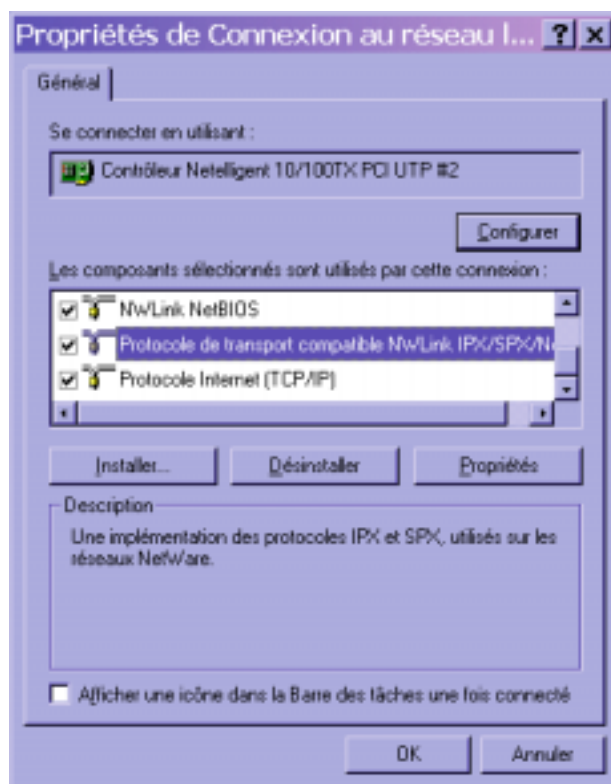 Propriétés de Connexion au réseau l...
Général
Se connecter en utilisant :
Contrôleur Netelligent 10/100TX PCI UTP #2
Configurer
Les composants sélectionnés sont utilisés par cette connexion :
NWLink NetBIOS
Protocole de transport compatible NWLink IPX/SPX/N
Protocole Internet (TCP/IP)
Installer...
Désinstaller
Propriétés
Description
Une implémentation des protocoles IPX et SPX, utilisés sur les
réseaux NetWare.
Afficher une icône dans la Barre des tâches une fois connecté
OK
Annuler